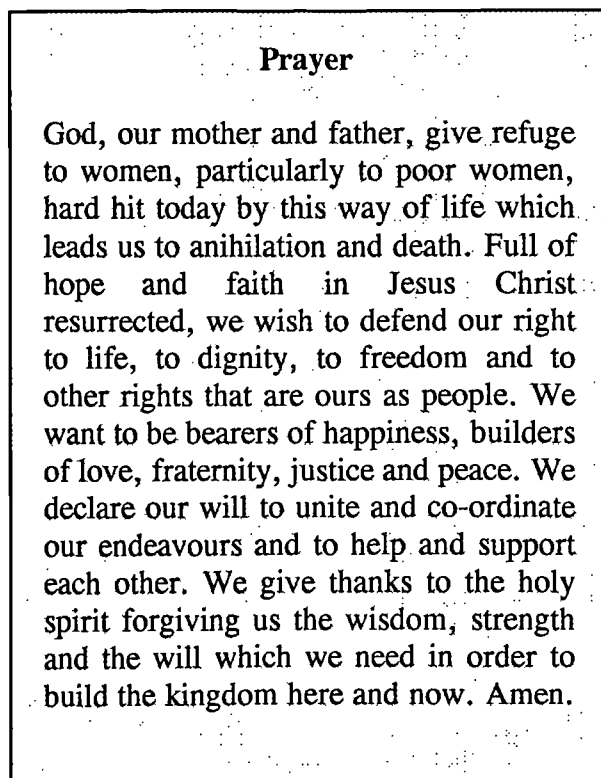 Prayer
God, our mother and father, give refuge
to women, particularly to poor women,
hard hit today by this way of life which
leads us to anihilation and death. Full of
hope and faith in Jesus Christ
resurrected, we wish to defend our right
to life, to dignity, to freedom and to
other rights that are ours as people. We
want to be bearers of happiness, builders
of love, fraternity, justice and peace. We
declare our will to unite and co-ordinate
our endeavours and to help and support
each other. We give thanks to the holy
spirit forgiving us the wisdom, strength
and the will which we need in order to
build the kingdom here and now. Amen.